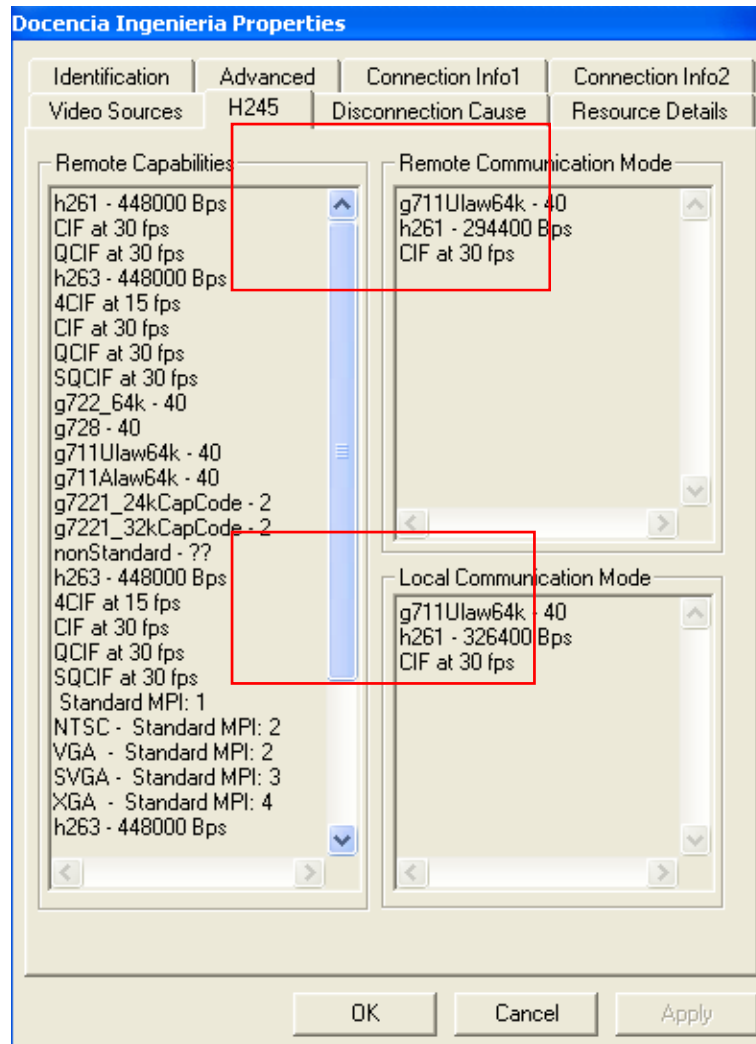 Docencia Ingenieria Properties
Identification
Advanced
Connection Info1
Connection Info2
Video Sources
H245
Disconnection Cause
Resource Details
Remote Capabilities
h261 - 448000 Bps
CIF at 30 fps
QCIF at 30 fps
h263 - 448000 Bps
4CIF at 15 fps
CIF at 30 fps
QCIF at 30 fps
SQCIF at 30 fps
g722_64k - 40
g728 - 40
g711Ulaw64k - 40
g711Alaw64k - 40
g7221_24kCapCode - 2
g7221_32kCapCode - 2
nonStandard - ??
h263 - 448000 Bps
4CIF at 15 fps
CIF at 30 fps
QCIF at 30 fps
SQCIF at 30 fps
Standard MPI: 1
NTSC - Standard MPI: 2
VGA - Standard MPI: 2
SVGA - Standard MPI: 3
XGA - Standard MPI: 4
h263 - 448000 Bps
Remote Communication Mode
g711Ulaw64k - 40
h261 - 294400 Bps
CIF at 30 fps
Local Communication Mode
g711Ulaw64k - 40
h261 - 326400 Bps
CIF at 30 fps
OK
Cancel
Apply